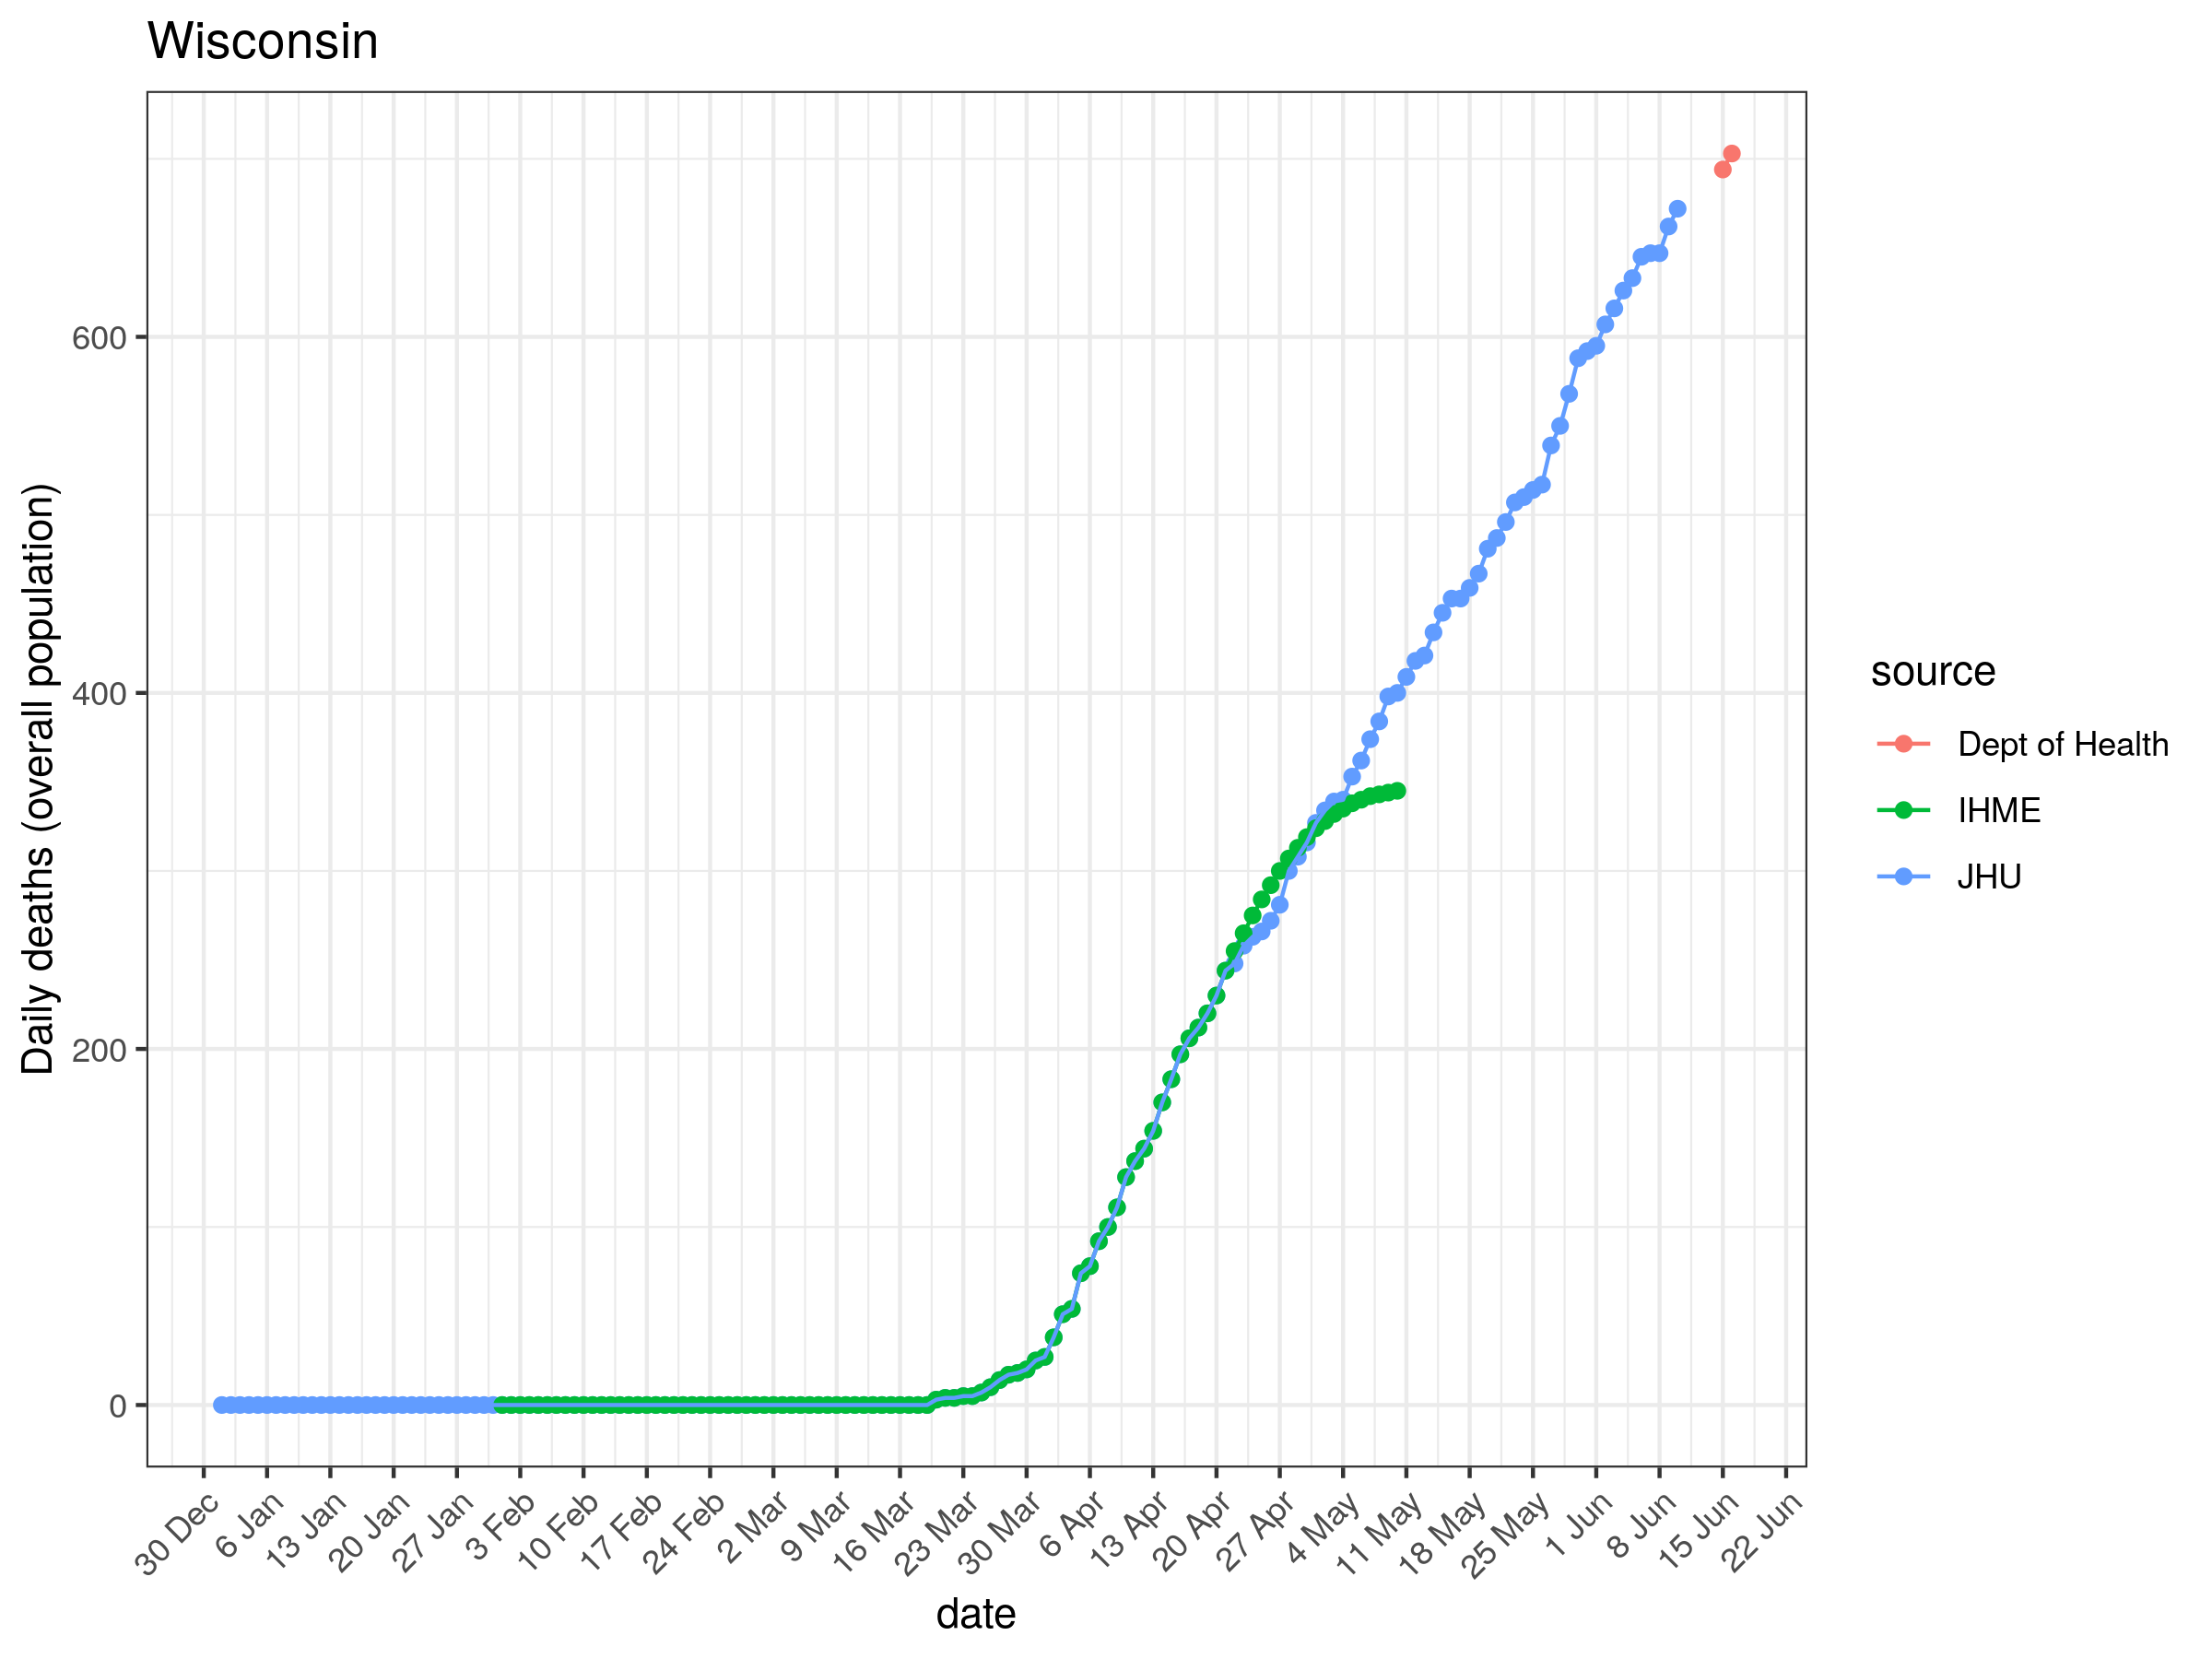 Wisconsin
Daily deaths (overall population)
600
400
200
0
30 Dec
6 Jan
13 Jan
20 Jan
27 Jan
3 Feb
10 Feb
17 Feb
24 Feb
2 Mar
9 Mar
16 Mar
23 Mar
30 Mar
6 Apr
13 Apr
20 Apr
27 Apr
4 May
11 May
18 May
25 May
1 Jun
8 Jun
15 Jun
22 Jun
date
source
Dept of Health
IHME
JHU